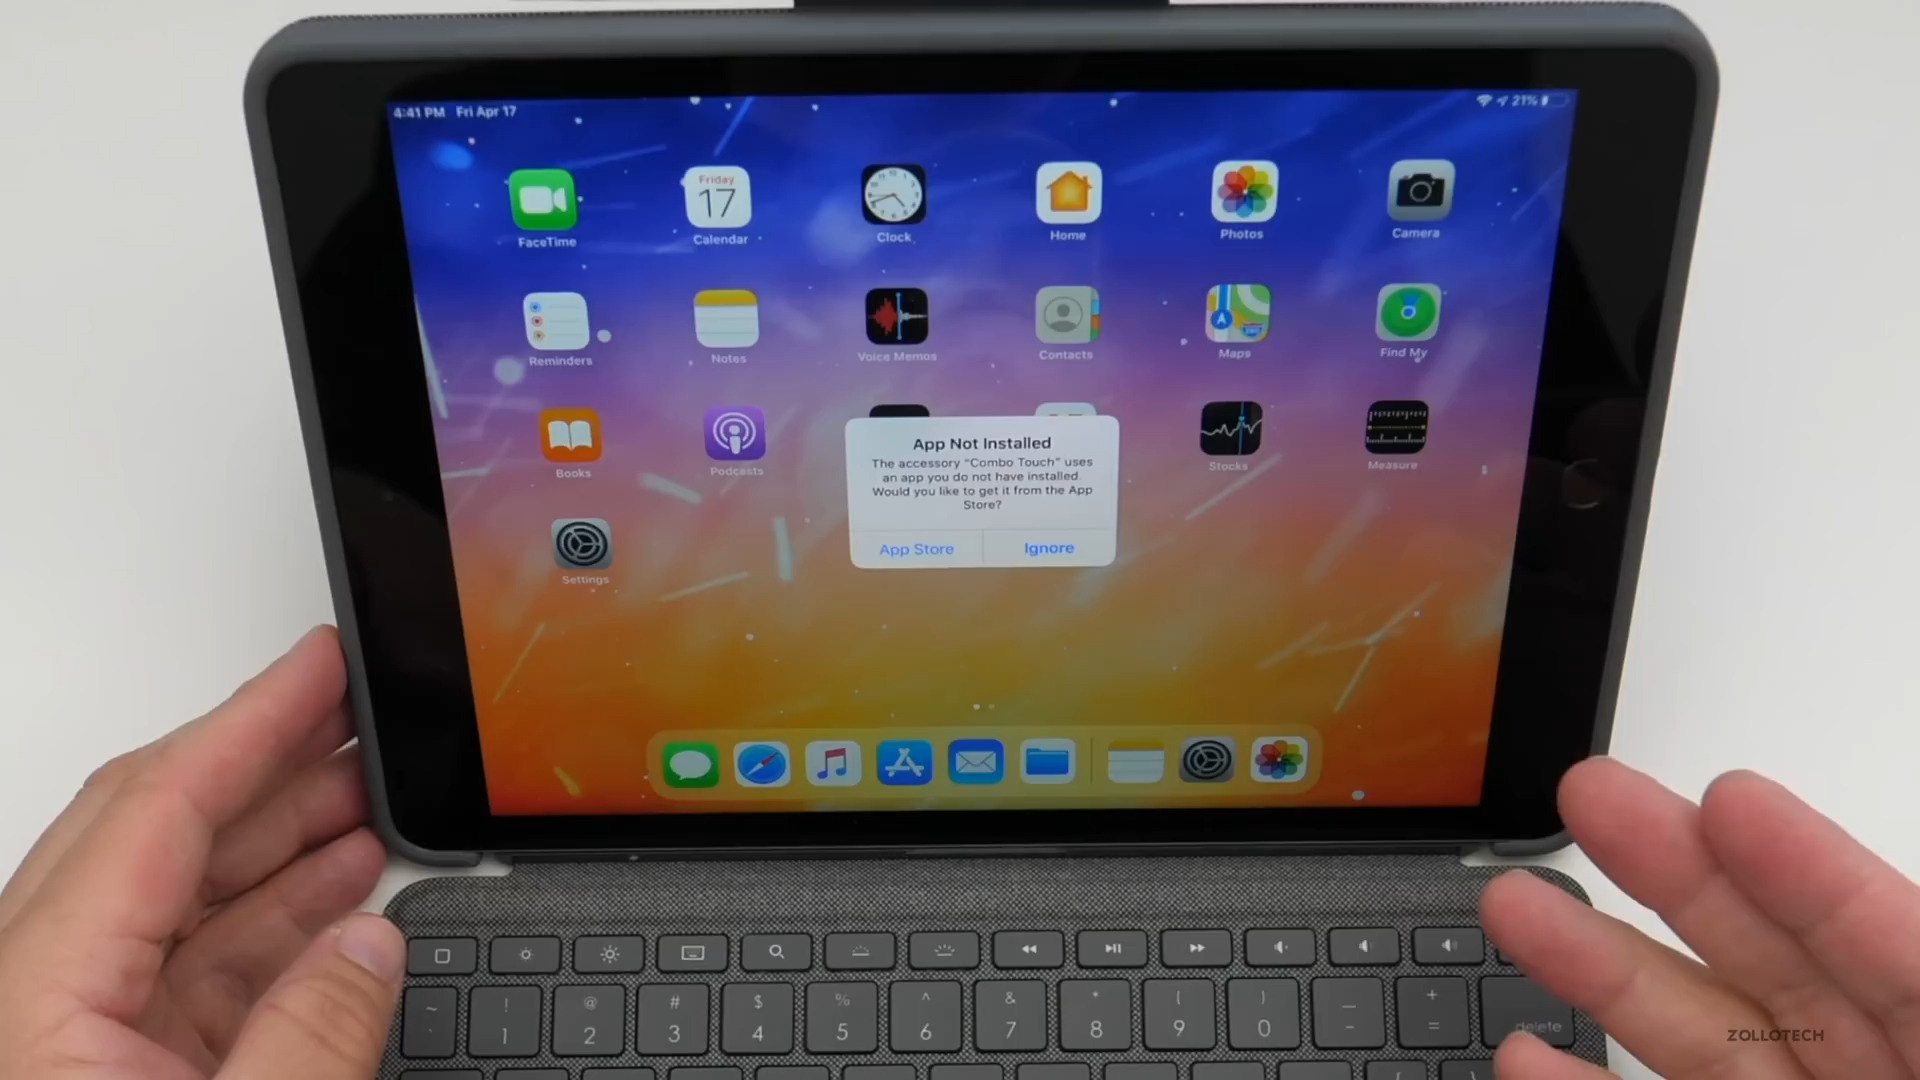 4:41 PM Fri Apr 17
21%
FaceTime
Friday
17
Calendar
Clock
Home
Photos
Camera
Reminders
Notes
Voice Memos
Contacts
Maps
Find My
Books
Podcasts
Stocks
Measure
App Not Installed
The accessory “Combo Touch” uses
an app you do not have installed.
Would you like to get it from the App
Store?
App Store
Ignore
Settings
~ ! @ # $ % ^ & * ( ) _ +
` 1 2 3 4 5 6 7 8 9 0 - = delete
ZOLLOTECH